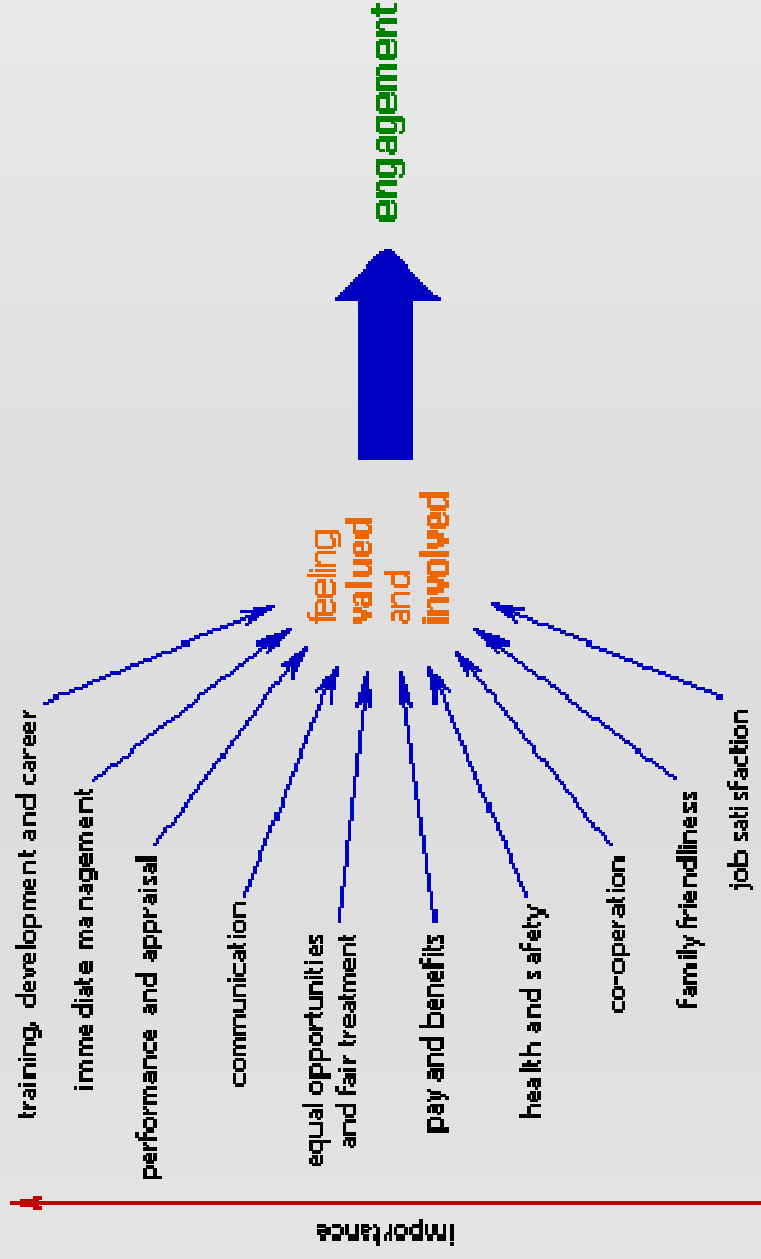 training, development and career
immediate management
performance and appraisal
communication
equal opportunities
and fair treatment
pay and benefits
health and safety
co-operation
family friendliness
job satisfaction
feeling
valued
and
involved
engagement
importance